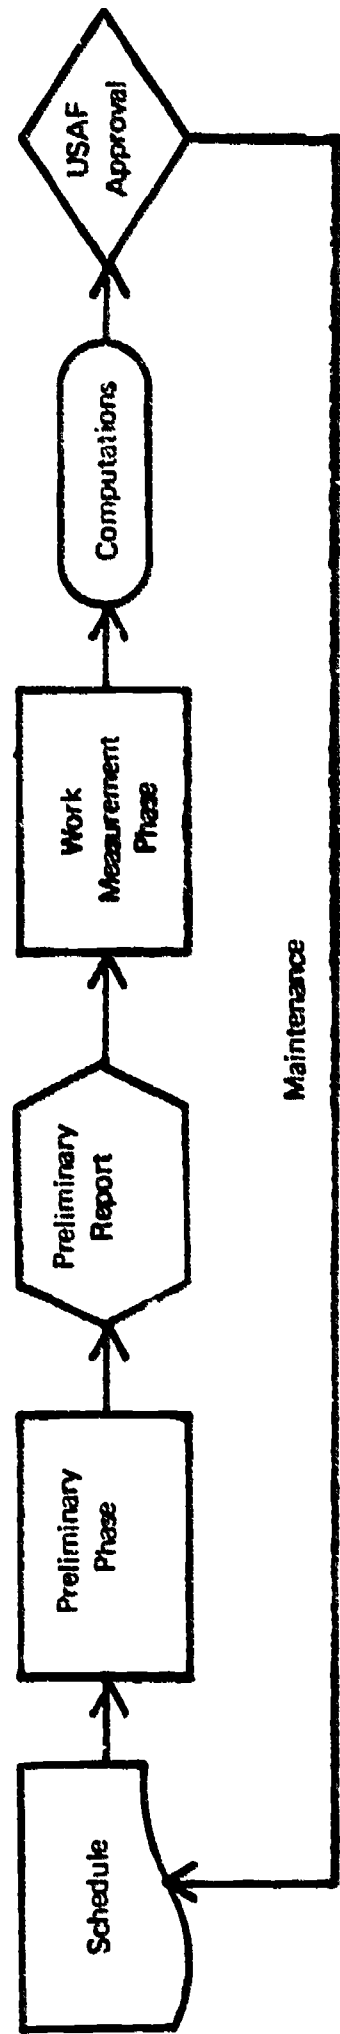 Schedule
Preliminary
Phase
Preliminary
Report
Work
Measurement
Phase
Computations
USAF
Approval
Maintenance